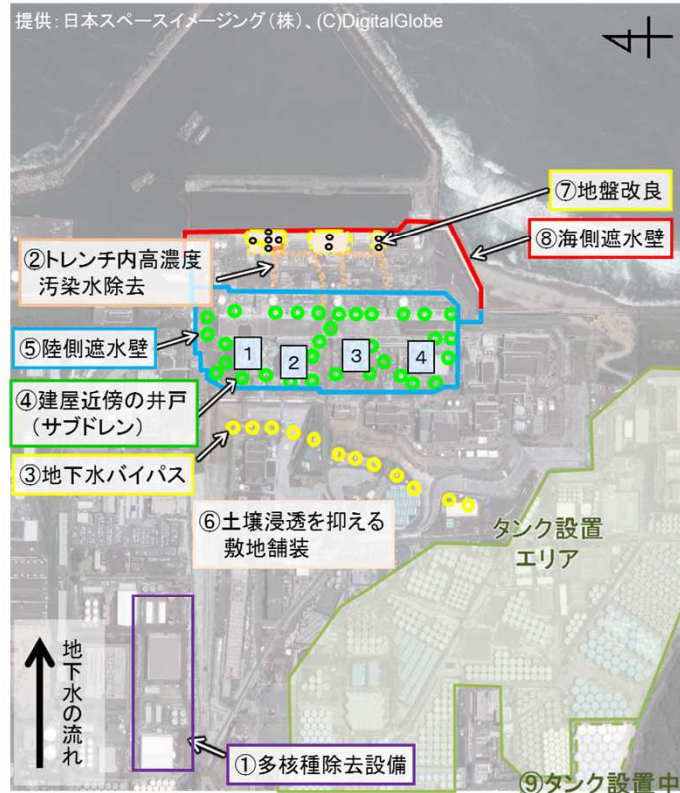 提供：日本スペースイメージング（株）、(C)DigitalGlobe
⑦地盤改良
⑧海側遮水壁
②トレンチ内高濃度
汚染水除去
⑤陸側遮水壁
1
2
3
4
④建屋近傍の井戸
（サブドレン）
③地下水バイパス
⑥土壌浸透を抑える
敷地舗装
タンク設置
エリア
地下水の流れ
①多核種除去設備
⑨タンク設置中